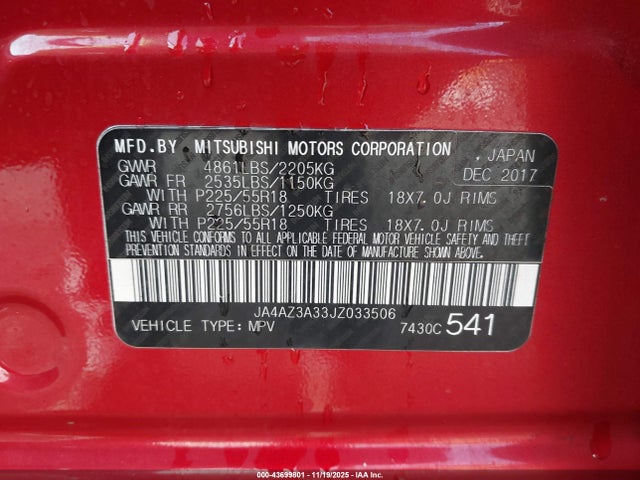 MFD.BY MITSUBISHI MOTORS CORPORATION , JAPAN
GVWR 4861LBS/2205KG DEC 2017
GAWR FR 2535LBS/1150KG
WITH P225/55R18 TIRES 18X7.0J RIMS
GAWR RR 2756LBS/1250KG
WITH P225/55R18 TIRES 18X7.0J RIMS
THIS VEHICLE CONFORMS TO ALL APPLICABLE FEDERAL MOTOR VEHICLE SAFETY AND THEFT
PREVENTION STANDARDS IN EFFECT ON THE DATE OF MANUFACTURE SHOWN ABOVE.
JA4AZ3A33JZ033506
VEHICLE TYPE: MPV 7430C 541
000-43699801 - 11/19/2025 - IAAI.COM